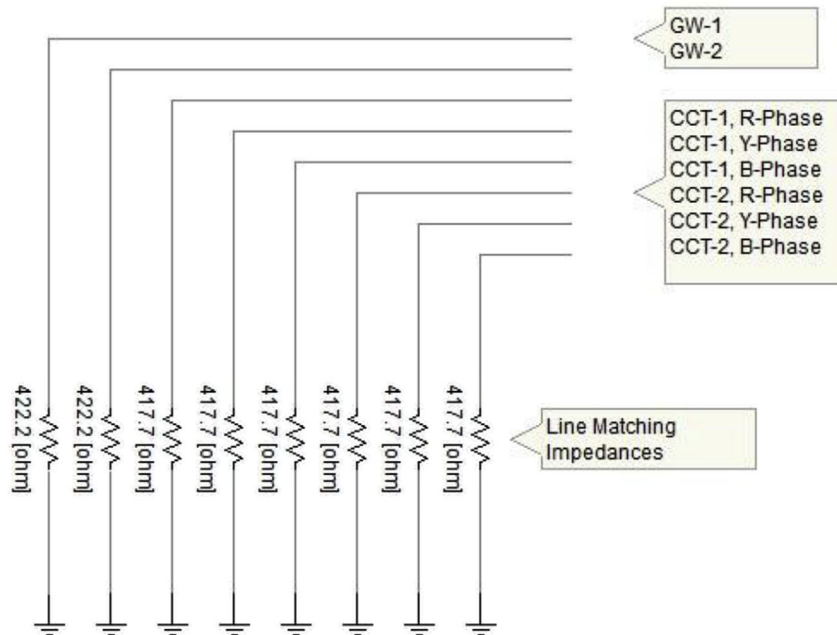 GW-1
GW-2
CCT-1, R-Phase
CCT-1, Y-Phase
CCT-1, B-Phase
CCT-2, R-Phase
CCT-2, Y-Phase
CCT-2, B-Phase
422.2 [ohm]
422.2 [ohm]
417.7 [ohm]
417.7 [ohm]
417.7 [ohm]
417.7 [ohm]
417.7 [ohm]
417.7 [ohm]
Line Matching
Impedances